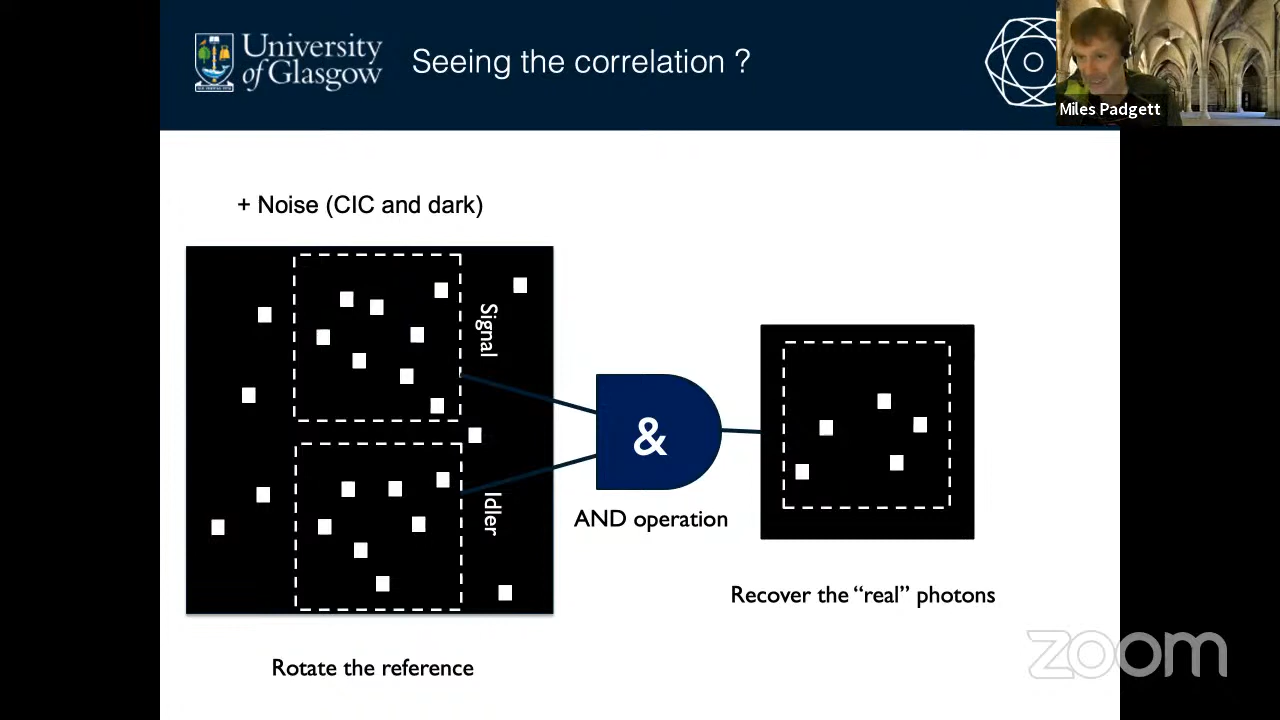 University
of Glasgow
Seeing the correlation ?
Miles Padgett
+ Noise (CIC and dark)
Signal
Idler
&
AND operation
Recover the “real” photons
Rotate the reference
zoom